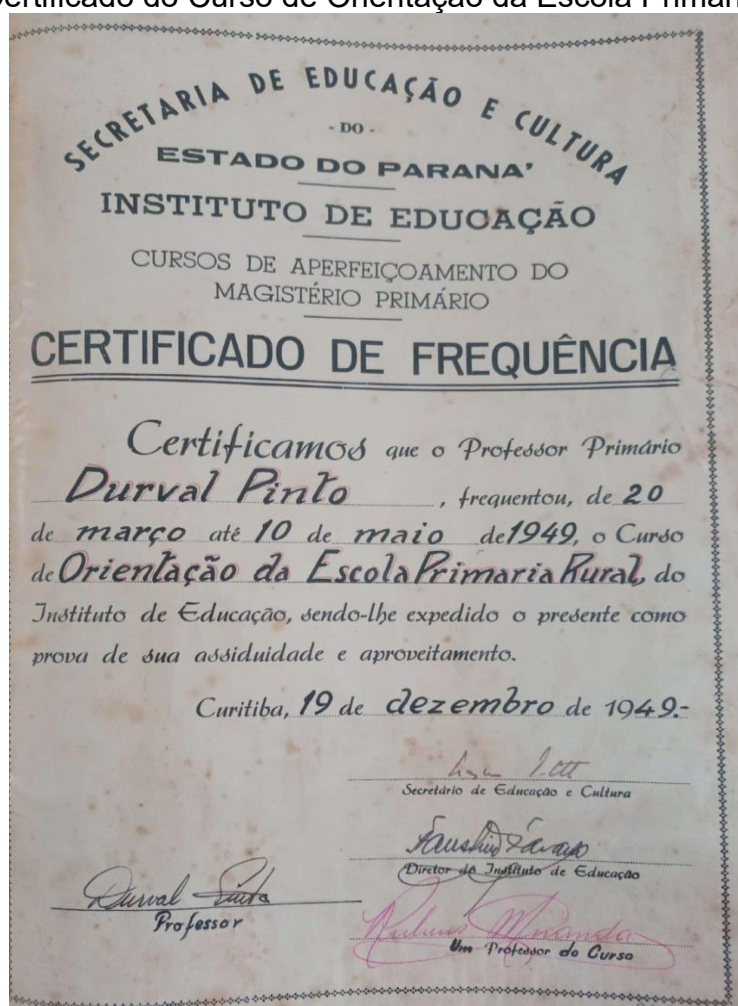 ertificado do Curso de Orientação da Escola Primári
SECRETARIA DE EDUCAÇÃO E CULTURA
- DO -
ESTADO DO PARANA'
INSTITUTO DE EDUCAÇÃO
CURSOS DE APERFEIÇOAMENTO DO
MAGISTÉRIO PRIMÁRIO
CERTIFICADO DE FREQUÊNCIA
Certificamos que o Professor Primário
Durval Pinto, frequentou, de 20
de março até 10 de maio de 1949, o Curso
de Orientação da Escola Primaria Rural, do
Instituto de Educação, sendo-lhe expedido o presente como
prova de sua assiduidade e aproveitamento.
Curitiba, 19 de dezembro de 1949.-
Secretário de Educação e Cultura
Diretor do Instituto de Educação
Durval Pinto
Professor
Rubens Miranda
Um Professor do Curso